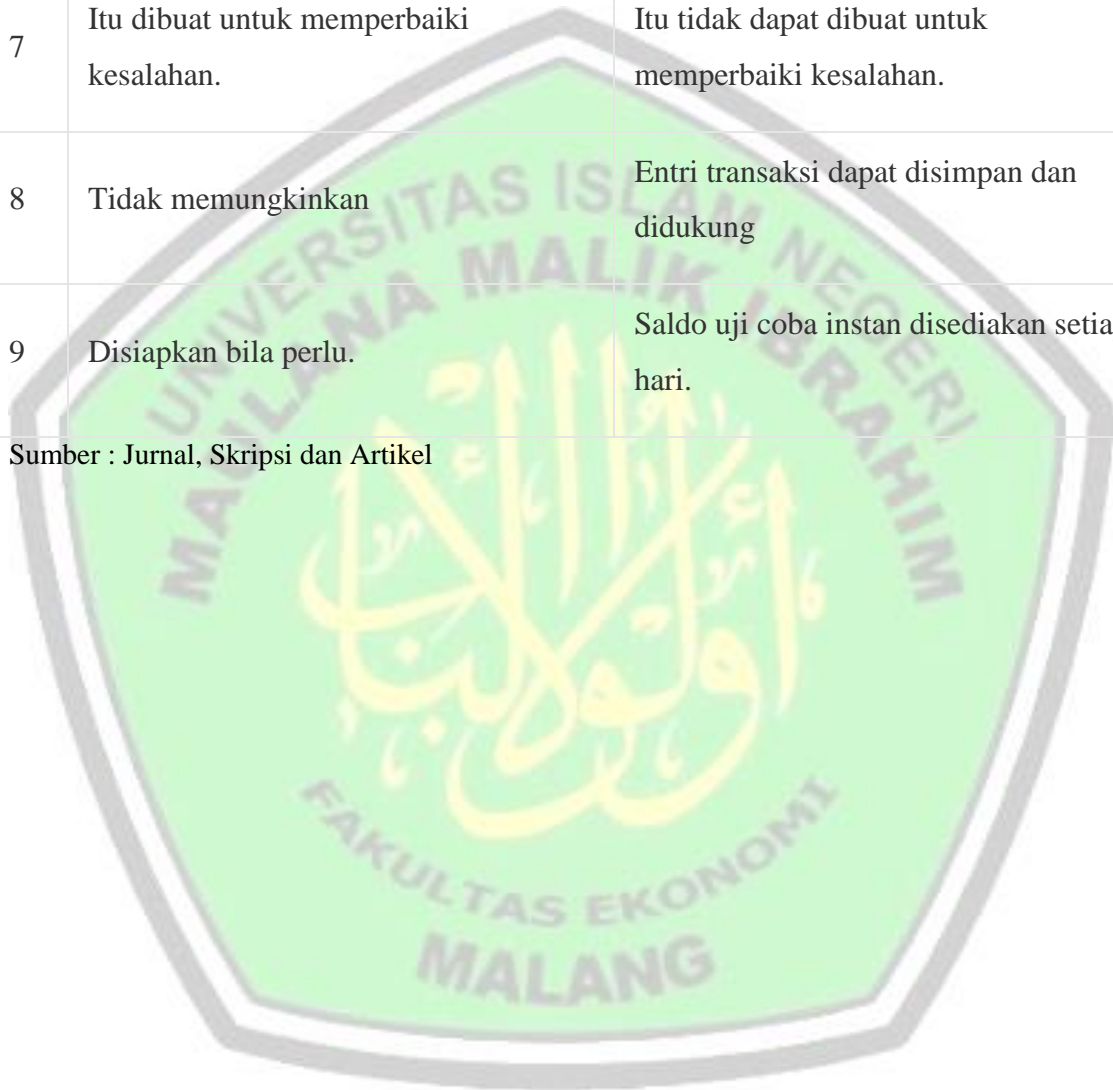 7
Itu dibuat untuk memperbaiki
kesalahan.
Itu tidak dapat dibuat untuk
memperbaiki kesalahan.
8
Tidak memungkinkan
Entri transaksi dapat disimpan dan
didukung
9
Disiapkan bila perlu.
Saldo uji coba instan disediakan setia
hari.
Sumber : Jurnal, Skripsi dan Artikel
UNIVERSITAS ISLAM NEGERI
MAULANA MALIK IBRAHIM
FAKULTAS EKONOMI
MALANG